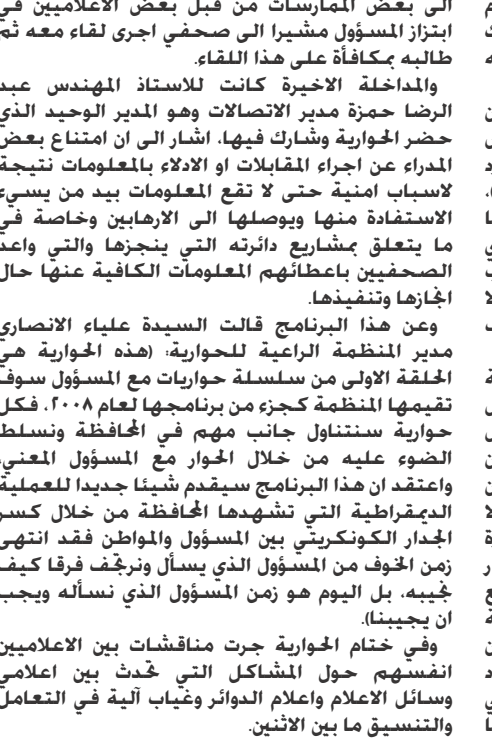 الى بعض الممارسات من قبل بعض الاعلاميين في
ابتزاز المسؤول مشيرا الى صحفي اجرى لقاء معه ثم
طالبه بمكافأة على هذا اللقاء.
والمداخلة الاخيرة كانت للاستاذ المهندس عبد
الرضا حمزة مدير الاتصالات وهو المدير الوحيد الذي
حضر الحوارية وشارك فيها، اشار الى ان امتناع بعض
المدراء عن اجراء المقابلات او الادلاء بالمعلومات نتيجة
لاسباب امنية حتى لا تقع المعلومات بيد من يسيء
الاستفادة منها ويوصلها الى الارهابين وخاصة في
ما يتعلق بمشاريع دائرته التي ينجزها والتي واعد
الصحفيين باعطائهم المعلومات الكافية عنها حال
انجازها وتنفيذها.
وعن هذا البرنامج قالت السيدة علياء الانصاري
مدير المنظمة الراعية للحوارية: (هذه الحوارية هي
الحلقة الاولى من سلسلة حواريات مع المسؤول سوف
تقيمها المنظمة كجزء من برنامجها لعام ٢٠٠٨، فكل
حوارية سنتناول جانب مهم في المحافظة ونسلط
الضوء عليه من خلال الحوار مع المسؤول المعني،
واعتقد ان هذا البرنامج سيقدم شيئا جديدا للعملية
الديمقراطية التي تشهدها المحافظة من خلال كسر
الجدار الكونكريتي بين المسؤول والمواطن فقد انتهى
زمن الخوف من المسؤول الذي يسأل ونرتجف فرقا كيف
نجيبه، بل اليوم هو زمن المسؤول الذي نسأله ويجب
ان يجيبنا).
وفي ختام الحوارية جرت مناقشات بين الاعلاميين
انفسهم حول المشاكل التي تحدث بين اعلامي
وسائل الاعلام واعلام الدوائر وغياب آلية في التعامل
والتنسيق ما بين الاثنين.